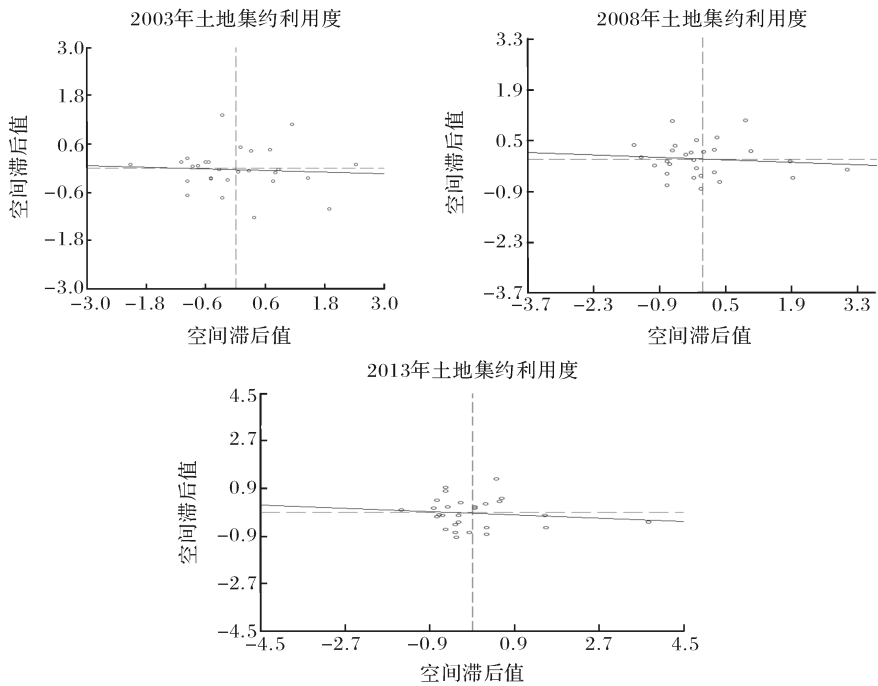 2003年土地集约利用度
3.0
1.8
0.6
−0.6
−1.8
−3.0
空间滞后值
−3.0 −1.8 −0.6 0.6 1.8 3.0
空间滞后值
2008年土地集约利用度
3.3
1.9
0.5
−0.9
−2.3
−3.7
空间滞后值
−3.7 −2.3 −0.9 0.5 1.9 3.3
空间滞后值
2013年土地集约利用度
4.5
2.7
0.9
−0.9
−2.7
−4.5
空间滞后值
−4.5 −2.7 −0.9 0.9 2.7 4.5
空间滞后值